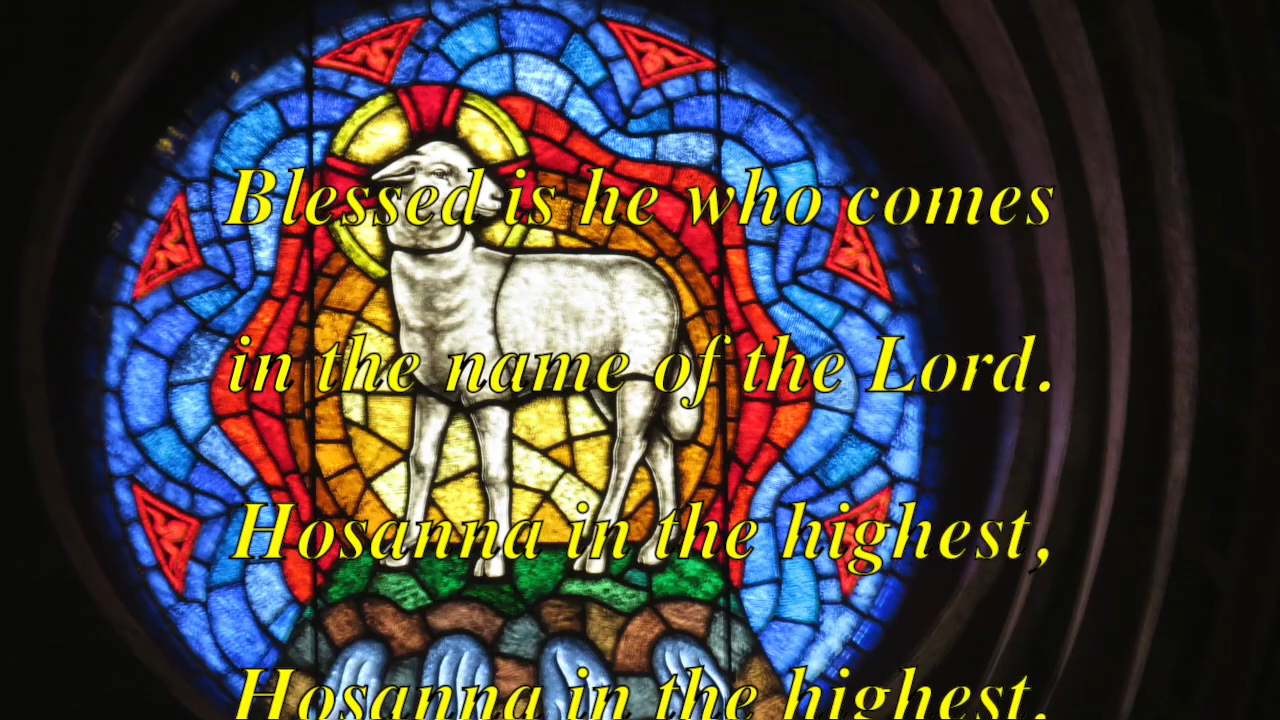 Blessed is he who comes
in the name of the Lord.
Hosanna in the highest,
Hosanna in the highest.